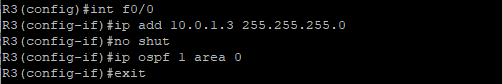 R3(config)#int f0/0
R3(config-if)#ip add 10.0.1.3 255.255.255.0
R3(config-if)#no shut
R3(config-if)#ip ospf 1 area 0
R3(config-if)#exit